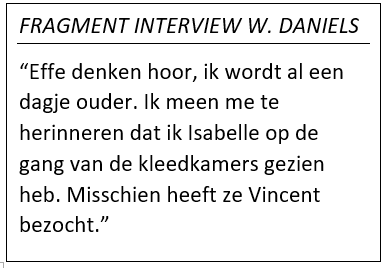 FRAGMENT INTERVIEW W. DANIELS
“Effe denken hoor, ik wordt al een
dagje ouder. Ik meen me te
herinneren dat ik Isabelle op de
gang van de kleedkamers gezien
heb. Misschien heeft ze Vincent
bezocht.”